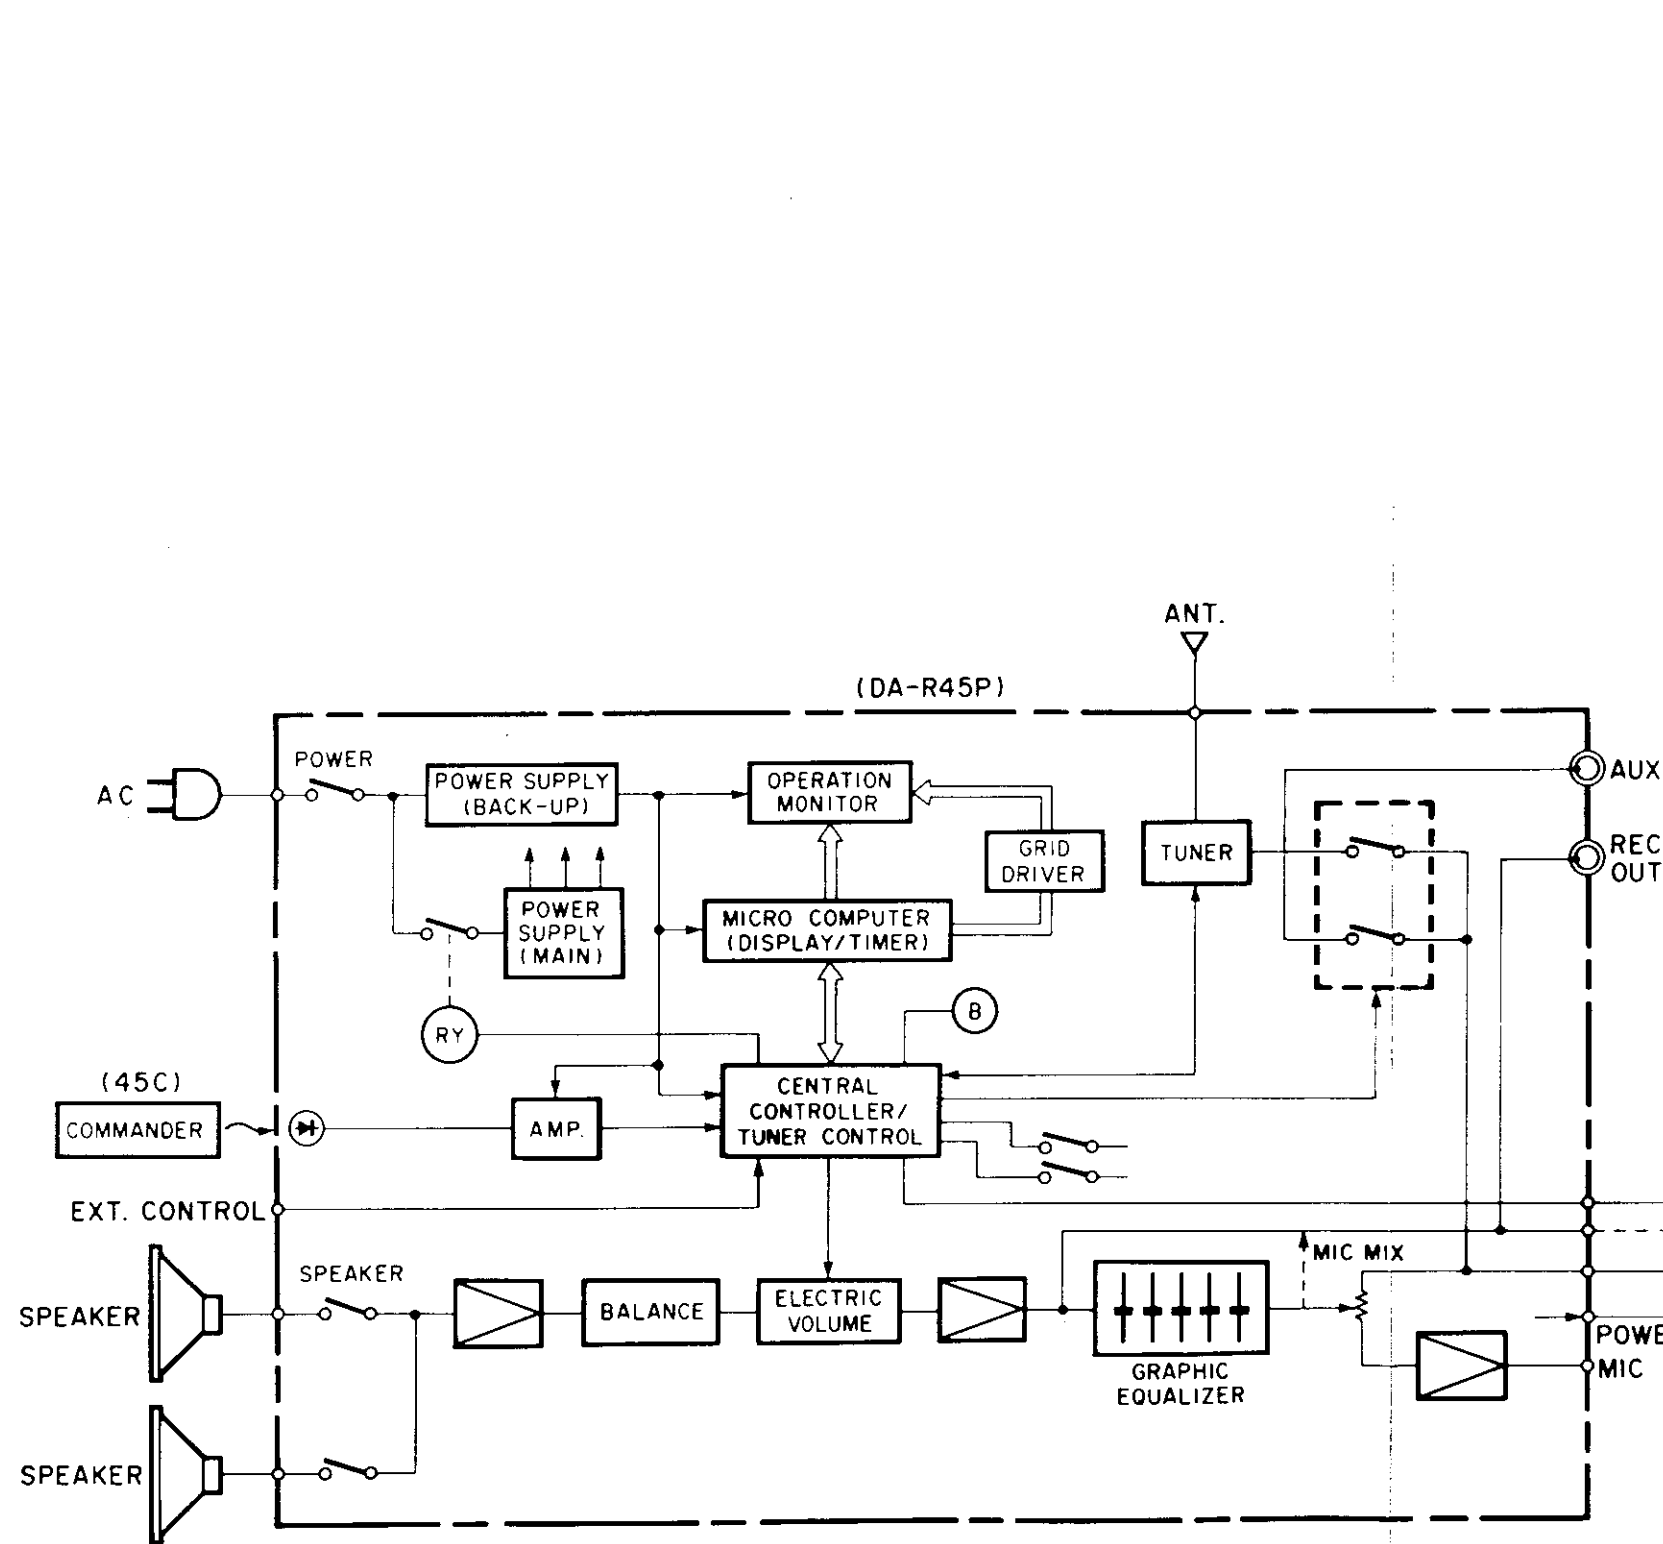 ANT.
(DA-R45P)
POWER
AC
POWER SUPPLY
(BACK-UP)
OPERATION
MONITOR
AUX
GRID
DRIVER
TUNER
REC
OUT
POWER
SUPPLY
(MAIN)
MICRO COMPUTER
(DISPLAY/TIMER)
B
RY
(45C)
COMMANDER
AMP.
CENTRAL
CONTROLLER/
TUNER CONTROL
EXT. CONTROL
MIC MIX
SPEAKER
SPEAKER
BALANCE
ELECTRIC
VOLUME
GRAPHIC
EQUALIZER
POWE
MIC
SPEAKER